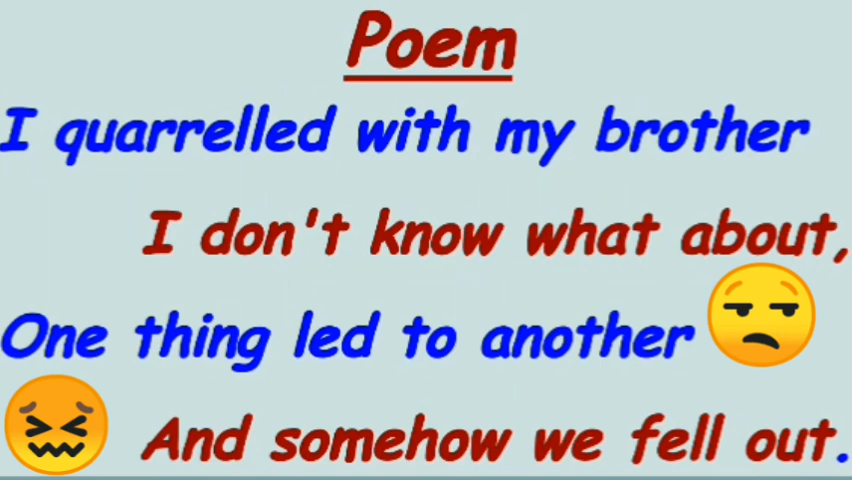 Poem
I quarrelled with my brother
I don't know what about,
One thing led to another
And somehow we fell out.